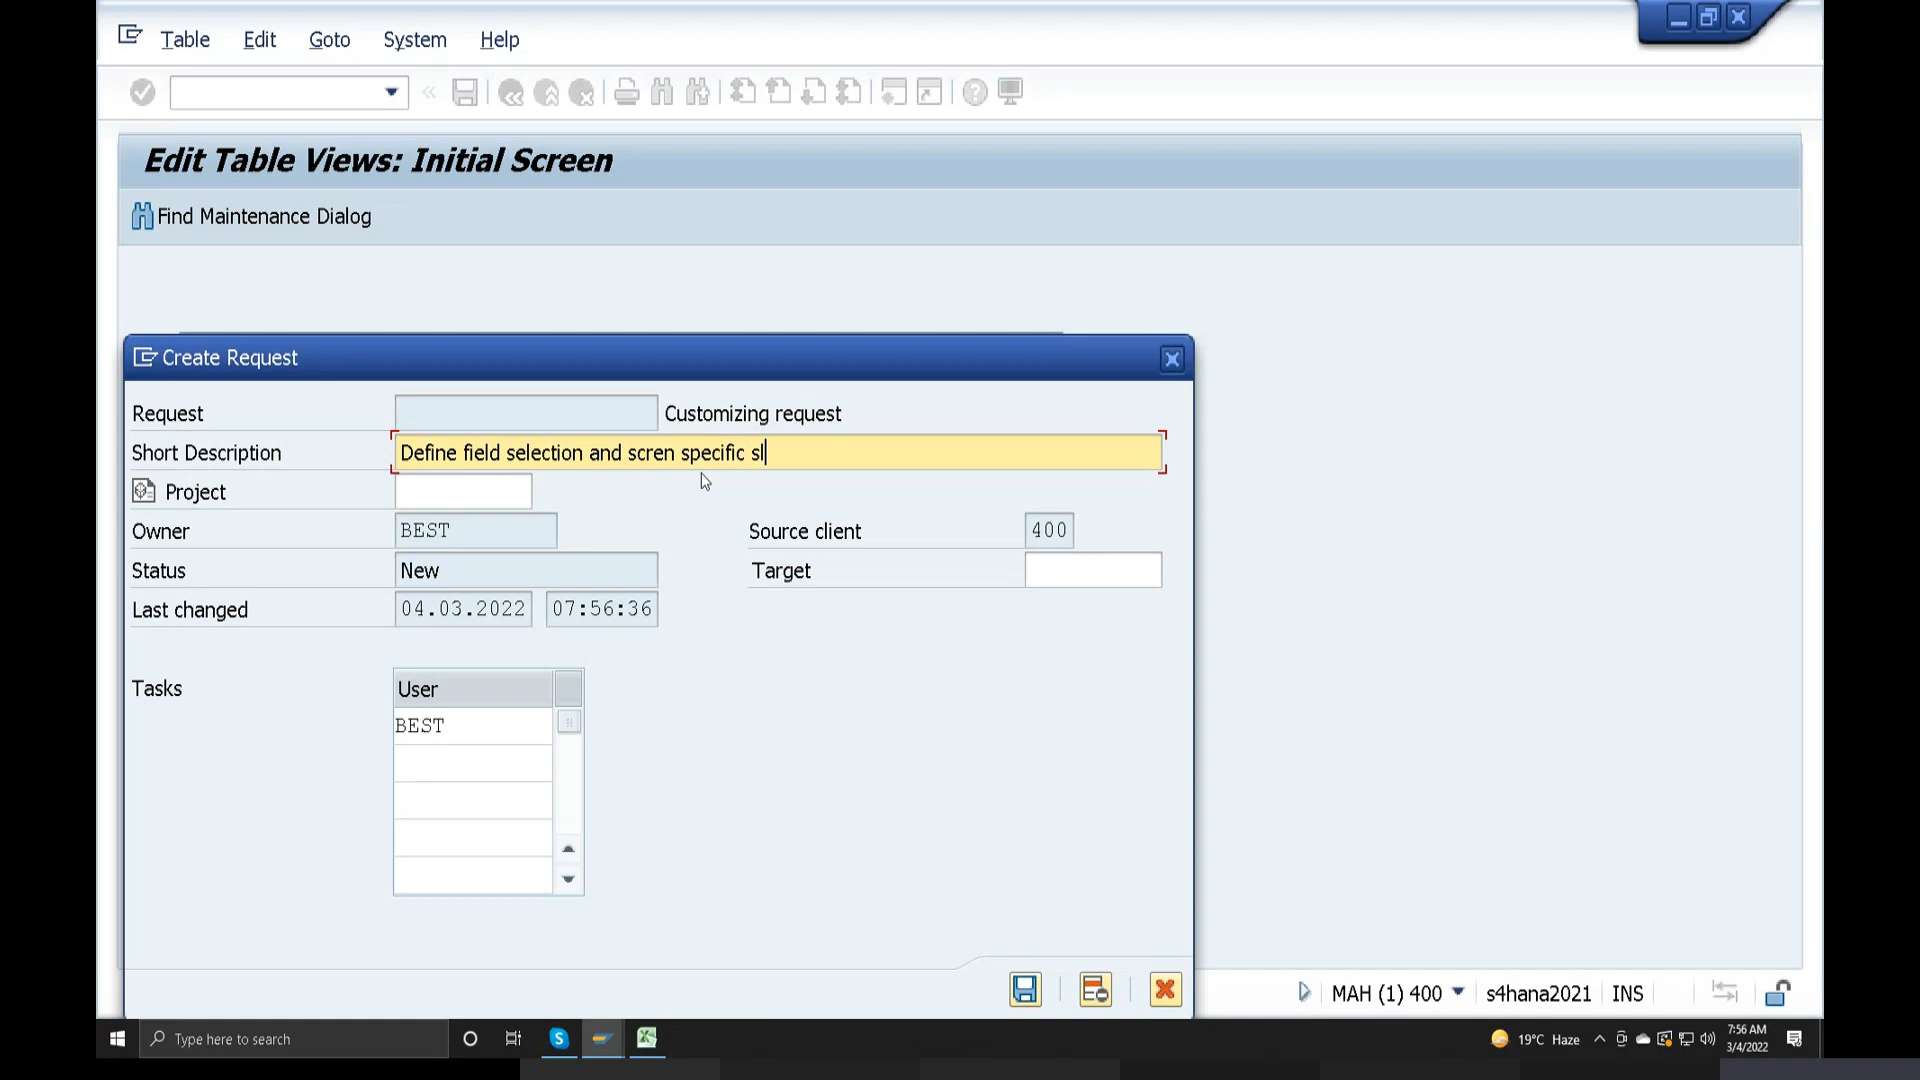 Table Edit Goto System Help
Edit Table Views: Initial Screen
Find Maintenance Dialog
Create Request
Request Customizing request
Short Description Define field selection and scren specific sl
Project
Owner BEST Source client 400
Status New Target
Last changed 04.03.2022 07:56:36
Tasks User
BEST
MAH (1) 400 s4hana2021 INS
Type here to search 19°C Haze 7:56 AM
3/4/2022